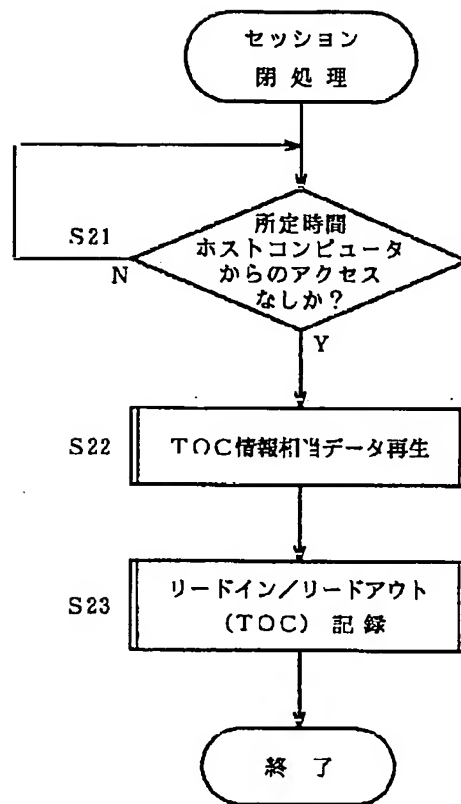 セッション
閉 処 理
S21
所定時間
ホストコンピュータ
からのアクセス
なしか？
N
Y
S22
TOC情報相当データ再生
S23
リードイン／リードアウト
(TOC) 記 録
終 了